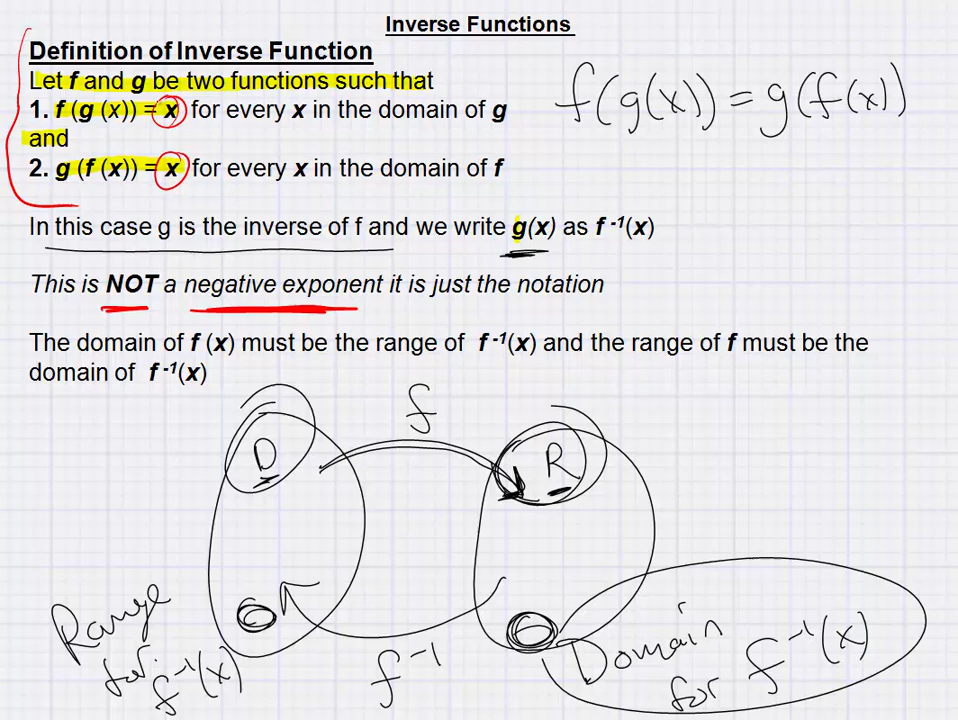 Inverse Functions
Definition of Inverse Function
Let f and g be two functions such that
1. f (g (x)) = x for every x in the domain of g
and
2. g (f (x)) = x for every x in the domain of f
f(g(x)) = g(f(x))
In this case g is the inverse of f and we write g(x) as f -1(x)
This is NOT a negative exponent it is just the notation
The domain of f (x) must be the range of f -1(x) and the range of f must be the
domain of f -1(x)
f
D
R
Range
for
f-1(x)
f-1
Domain
for f-1(x)